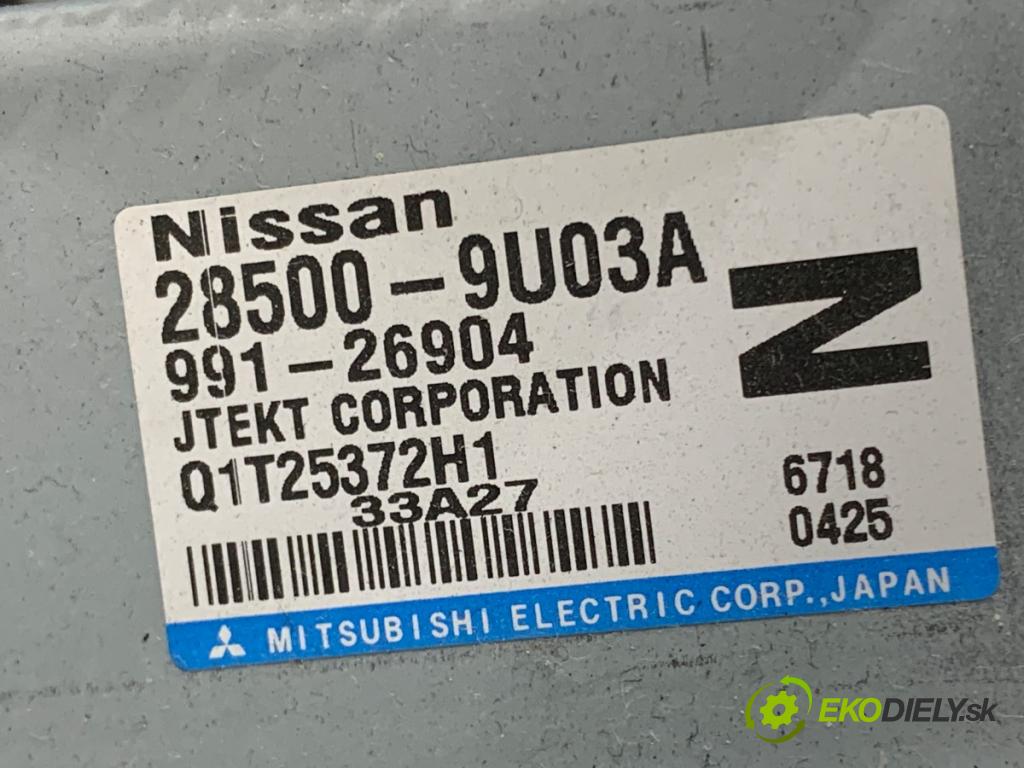 Nissan
28500-9U03A
991-26904
JTEKT CORPORATION
Q1T25372H1
33A27
N
6718
0425
MITSUBISHI ELECTRIC CORP.,JAPAN
EKODIELY.sk